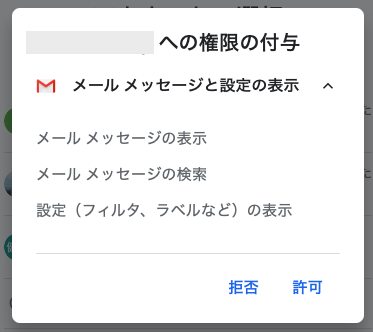 への権限の付与
メール メッセージと設定の表示
メール メッセージの表示
メール メッセージの検索
設定（フィルタ、ラベルなど）の表示
拒否
許可